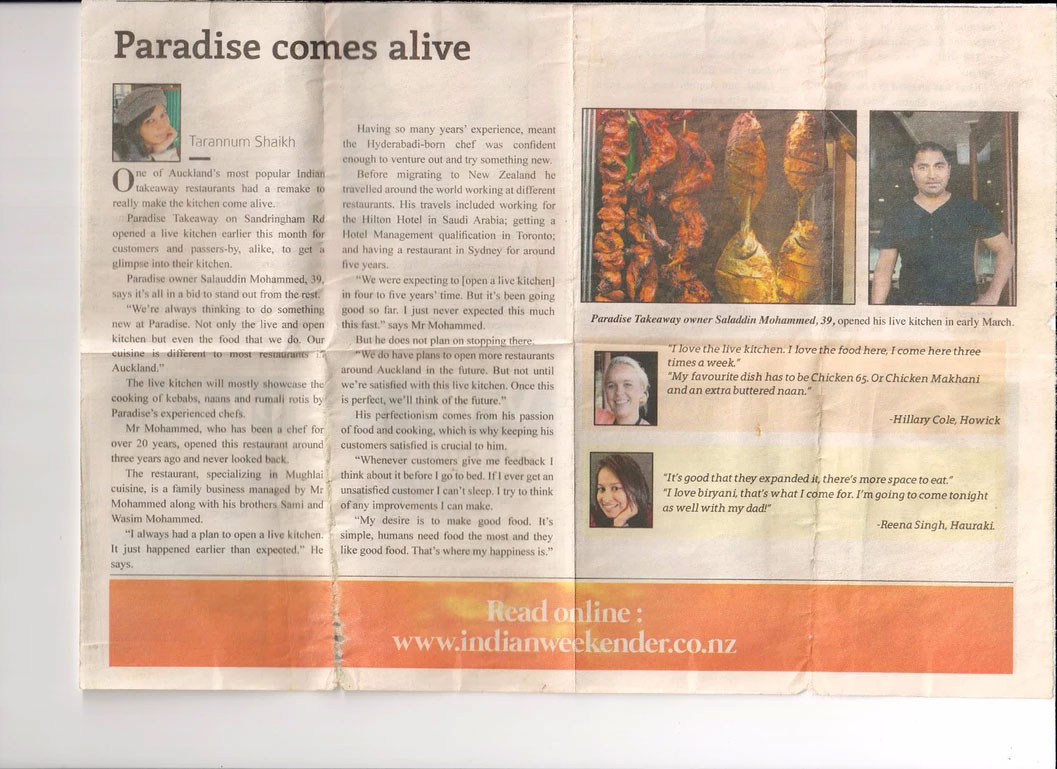 Paradise comes alive
Tarannum Shaikh
One of Auckland's most popular Indian
takeaway restaurants had a remake to
really make the kitchen come alive.
Paradise Takeaway on Sandringham Rd
opened a live kitchen earlier this month for
customers and passers-by, alike, to get a
glimpse into their kitchen.
Paradise owner Salauddin Mohammed, 39,
says it's all in a bid to stand out from the rest.
"We're always thinking to do something
new at Paradise. Not only the live and open
kitchen but even the food that we do. Our
cuisine is different to most restaurants in
Auckland."
The live kitchen will mostly showcase the
cooking of kebabs, naans and rumali rotis by
Paradise's experienced chefs.
Mr Mohammed, who has been a chef for
over 20 years, opened this restaurant around
three years ago and never looked back.
The restaurant, specializing in Mughlai
cuisine, is a family business managed by Mr
Mohammed along with his brothers Sami and
Wasim Mohammed.
"I always had a plan to open a live kitchen.
It just happened earlier than expected." He
says.
Having so many years' experience, meant
the Hyderabadi-born chef was confident
enough to venture out and try something new.
Before migrating to New Zealand he
travelled around the world working at different
restaurants. His travels included working for
the Hilton Hotel in Saudi Arabia; getting a
Hotel Management qualification in Toronto;
and having a restaurant in Sydney for around
five years.
"We were expecting to [open a live kitchen]
in four to five years' time. But it's been going
good so far. I just never expected this much
this fast." says Mr Mohammed.
But he does not plan on stopping there.
"We do have plans to open more restaurants
around Auckland in the future. But not until
we're satisfied with this live kitchen. Once this
is perfect, we'll think of the future."
His perfectionism comes from his passion
of food and cooking, which is why keeping his
customers satisfied is crucial to him.
"Whenever customers give me feedback I
think about it before I go to bed. If I ever get an
unsatisfied customer I can't sleep. I try to think
of any improvements I can make.
"My desire is to make good food. It's
simple, humans need food the most and they
like good food. That's where my happiness is."
Paradise Takeaway owner Saladdin Mohammed, 39, opened his live kitchen in early March.
"I love the live kitchen. I love the food here, I come here three
times a week."
"My favourite dish has to be Chicken 65. Or Chicken Makhani
and an extra buttered naan."
-Hillary Cole, Howick
"It's good that they expanded it, there's more space to eat."
"I love biryani, that's what I come for. I'm going to come tonight
as well with my dad!"
-Reena Singh, Hauraki.
Read online :
www.indianweekender.co.nz